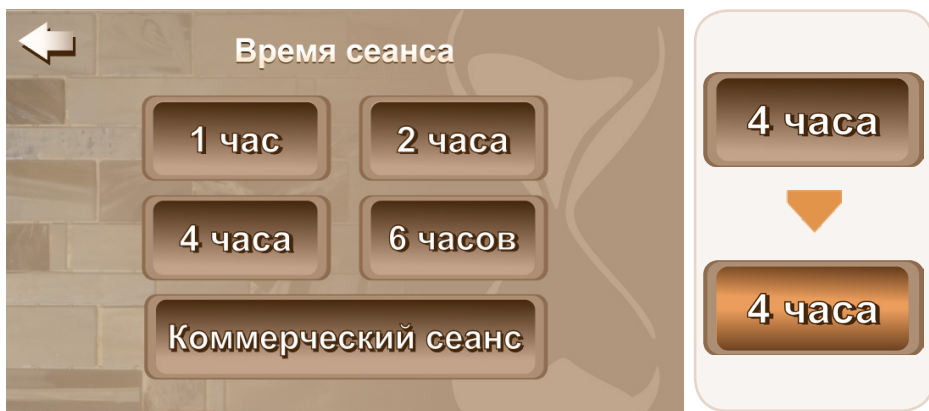 Время сеанса
1 час
2 часа
4 часа
6 часов
Коммерческий сеанс
4 часа
4 часа